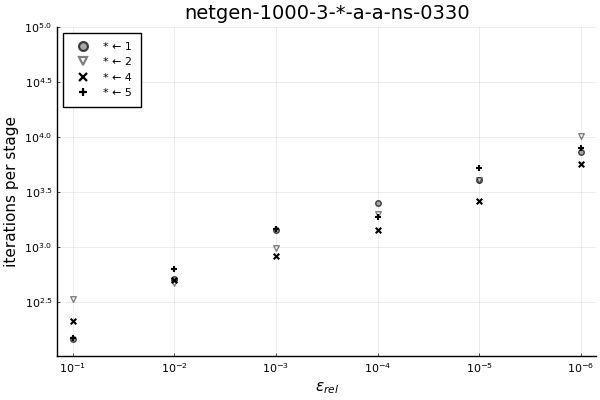 netgen-1000-3-*-a-a-ns-0330
iterations per stage
10^5.0
10^4.5
10^4.0
10^3.5
10^3.0
10^2.5
* ← 1
* ← 2
* ← 4
* ← 5
10^-1
10^-2
10^-3
10^-4
10^-5
10^-6
ε_rel